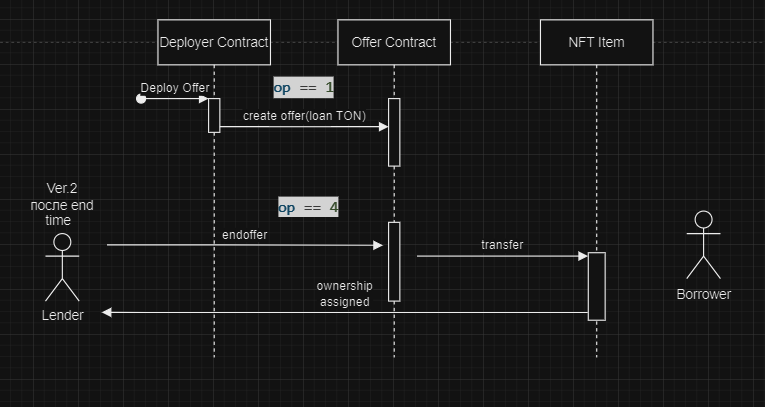 Deployer Contract
Offer Contract
NFT Item
Deploy Offer
op == 1
create offer(loan TON)
Ver.2
после end
time
op == 4
endoffer
transfer
ownership
assigned
Lender
Borrower